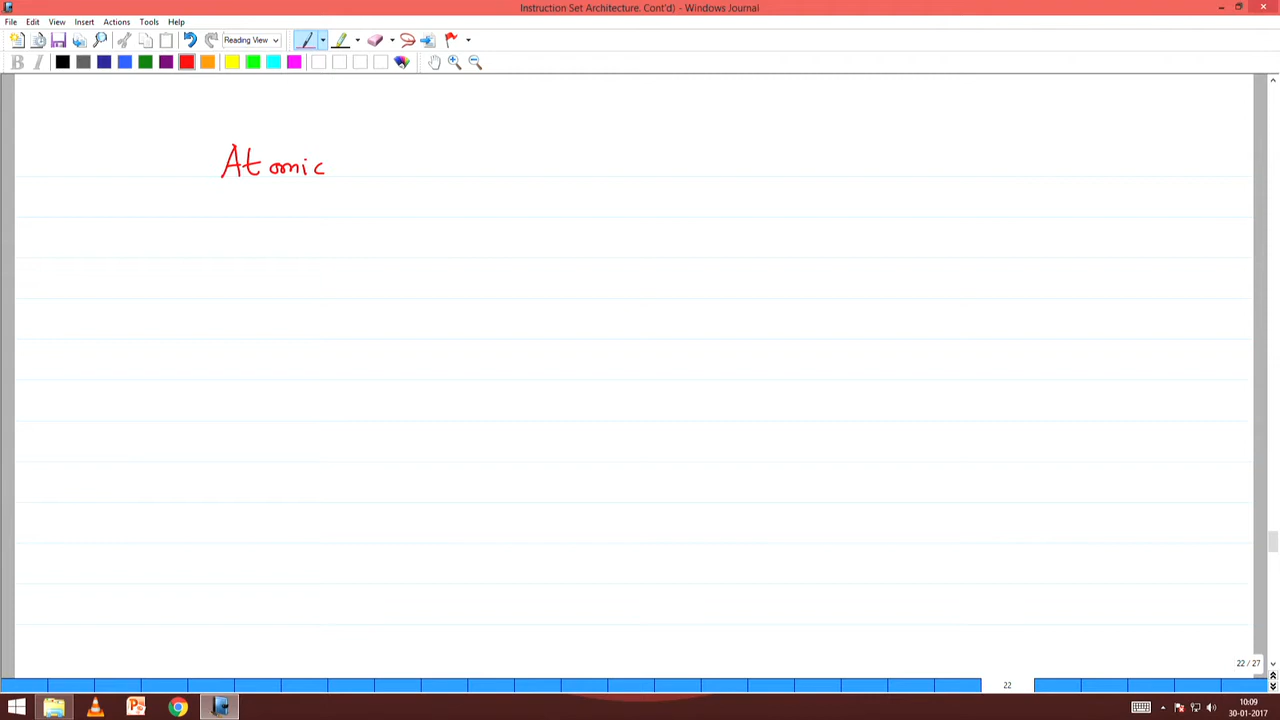 Instruction Set Architecture. Cont'd) - Windows Journal
File Edit View Insert Actions Tools Help
Reading View
B I
Atomic
22 / 27
22
10:09
30-01-2017